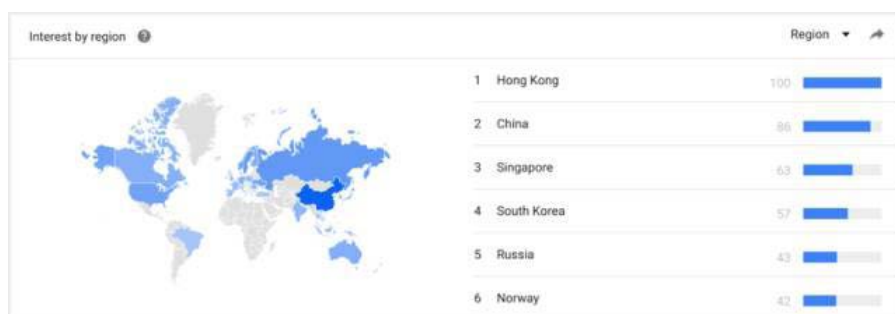 Interest by region
Region
1 Hong Kong 100
2 China 86
3 Singapore 63
4 South Korea 57
5 Russia 43
6 Norway 42